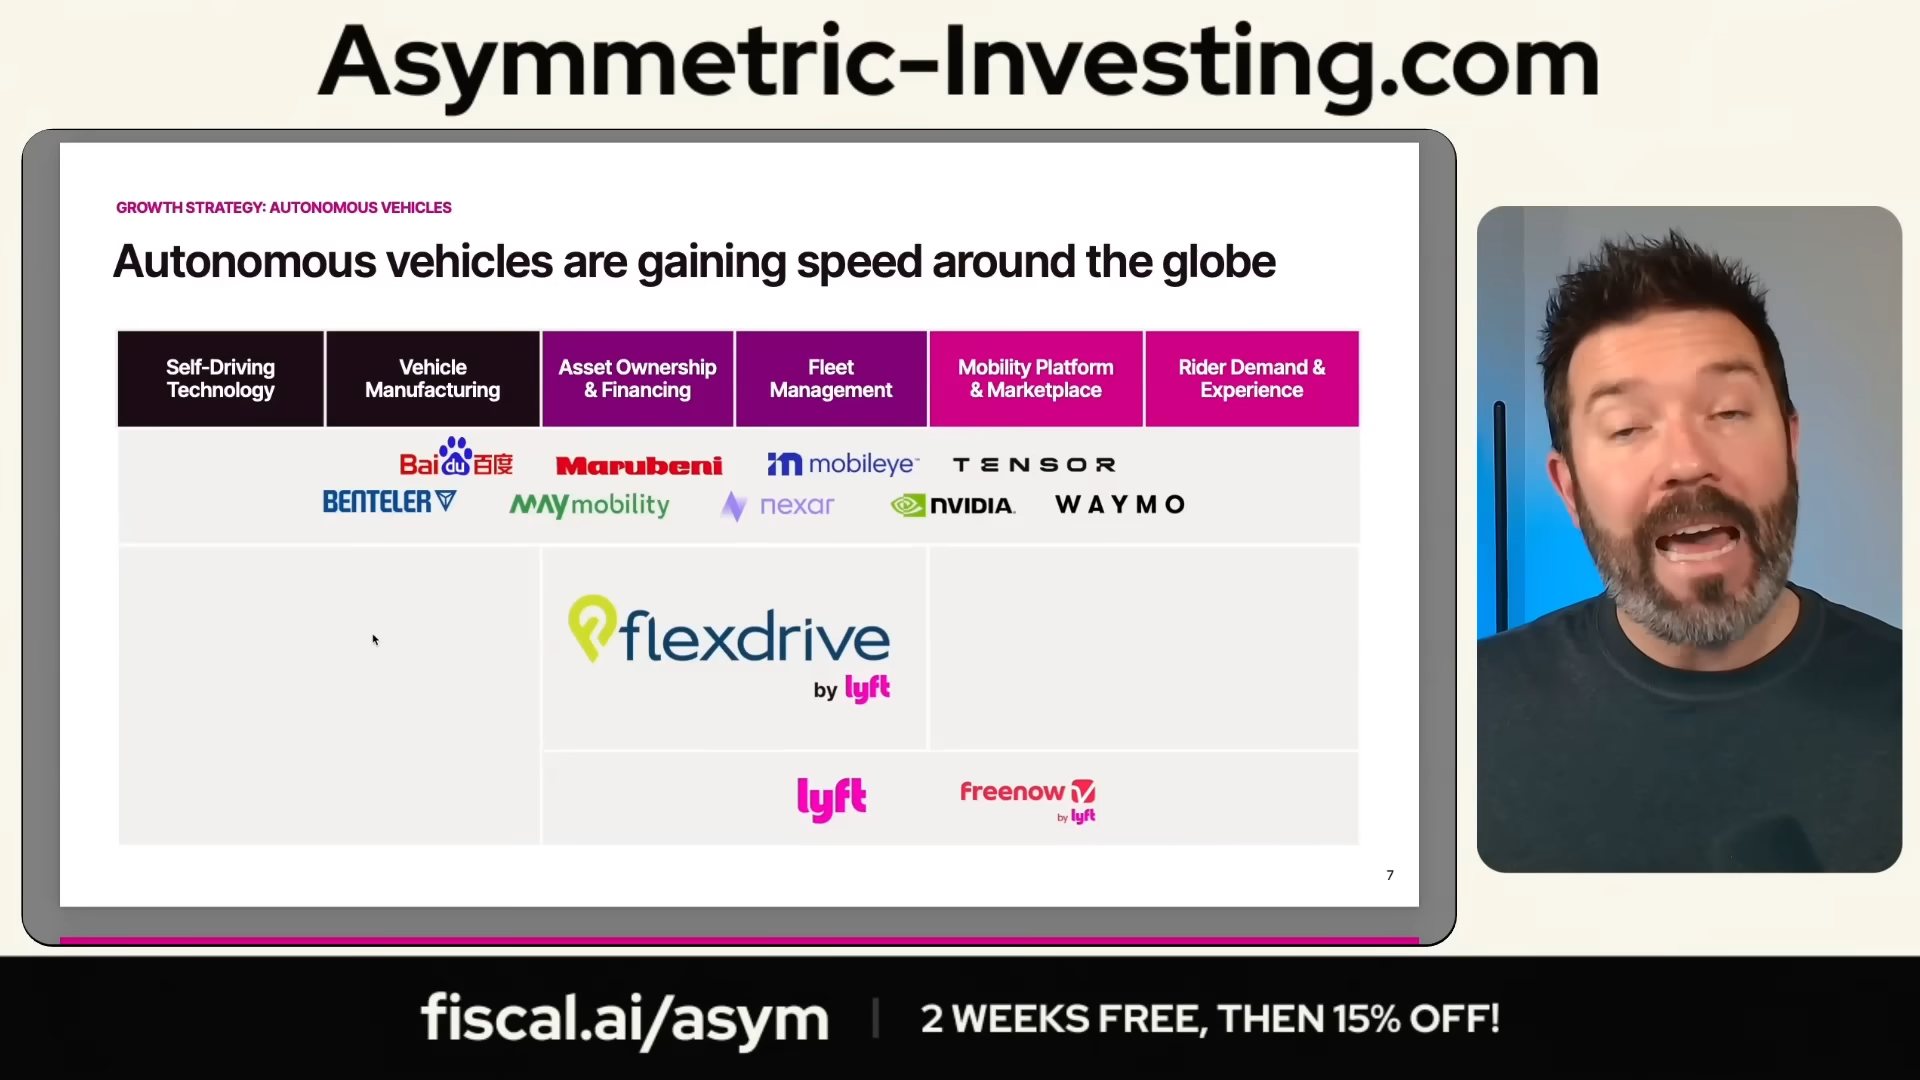 Asymmetric-Investing.com
GROWTH STRATEGY: AUTONOMOUS VEHICLES
Autonomous vehicles are gaining speed around the globe
Self-Driving
Technology
Vehicle
Manufacturing
Asset Ownership
& Financing
Fleet
Management
Mobility Platform
& Marketplace
Rider Demand &
Experience
Baidu百度
Marubeni
mobileye™
TENSOR
BENTELER
MAYmobility
nexar
NVIDIA.
WAYMO
flexdrive
by lyft
lyft
freenow
by lyft
7
fiscal.ai/asym
2 WEEKS FREE, THEN 15% OFF!